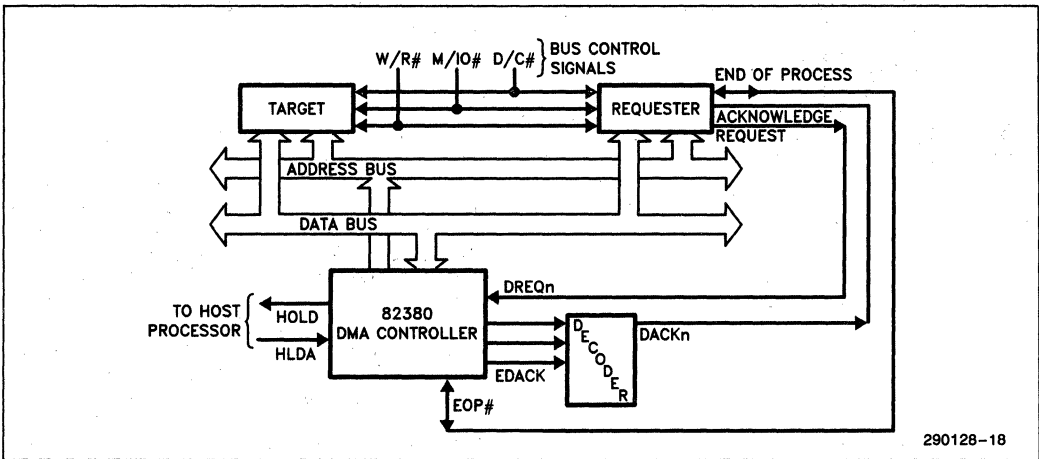 W/R# M/IO# D/C# } BUS CONTROL
SIGNALS
END OF PROCESS
TARGET
REQUESTER
ACKNOWLEDGE
REQUEST
ADDRESS BUS
DATA BUS
TO HOST
PROCESSOR
HOLD
HLDA
82380
DMA CONTROLLER
DREQn
DECODER
DACKn
EDACK
EOP#
290128-18